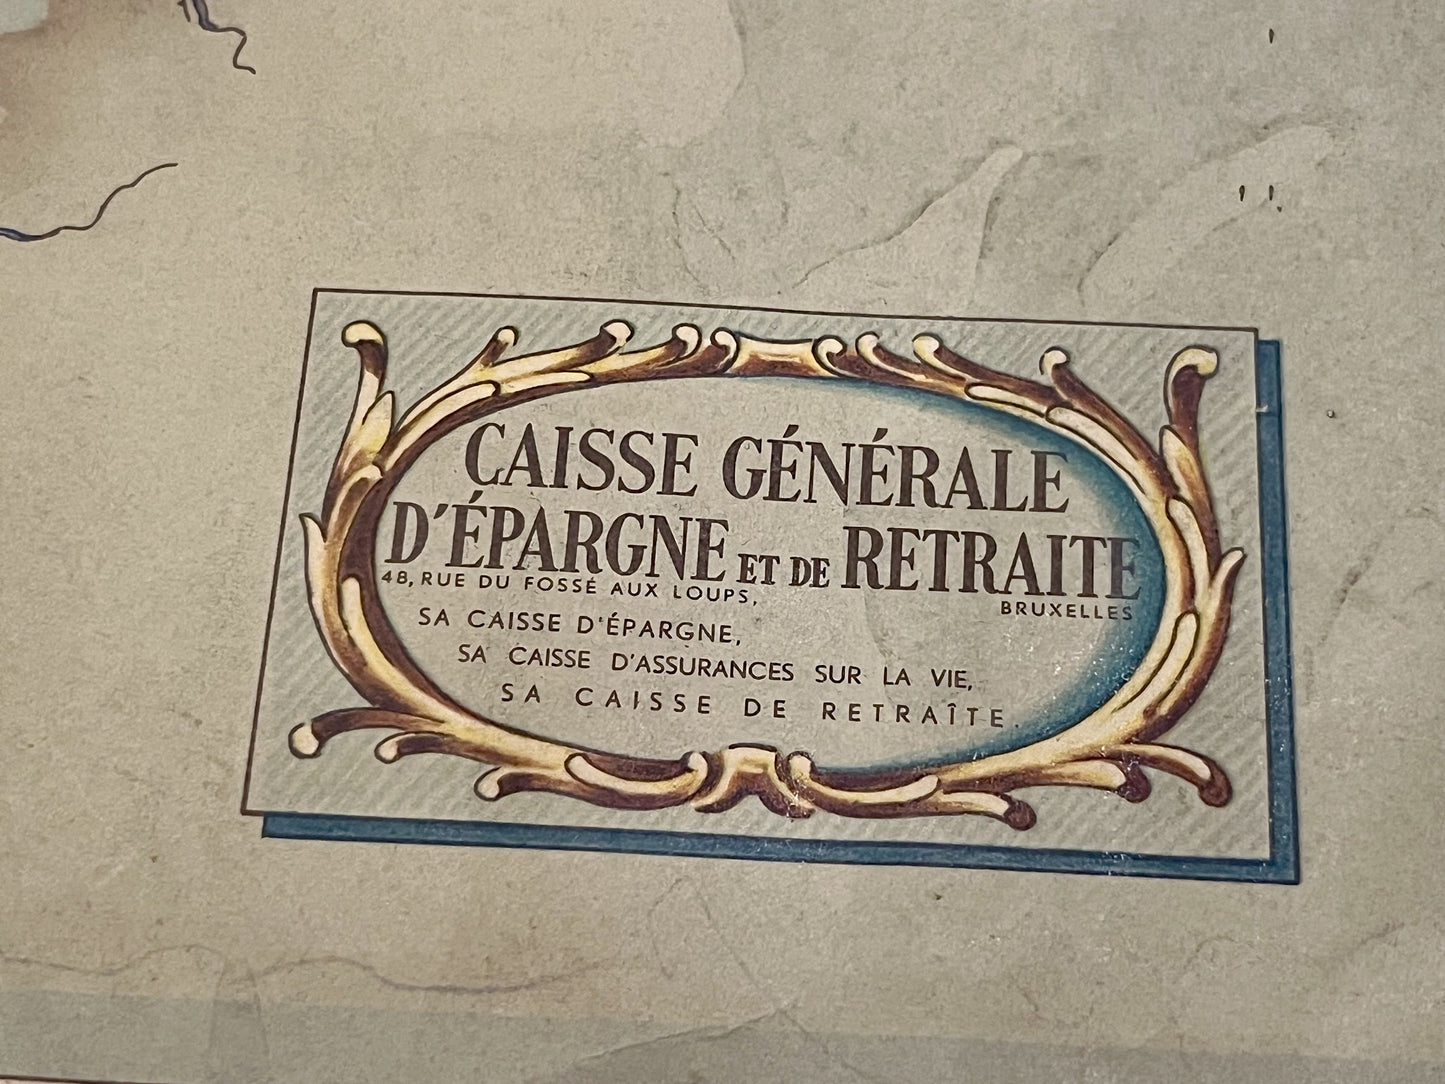 CAISSE GÉNÉRALE
D'ÉPARGNE ET DE RETRAITE
48, RUE DU FOSSÉ AUX LOUPS, BRUXELLES
SA CAISSE D'ÉPARGNE,
SA CAISSE D'ASSURANCES SUR LA VIE,
SA CAISSE DE RETRAÎTE.